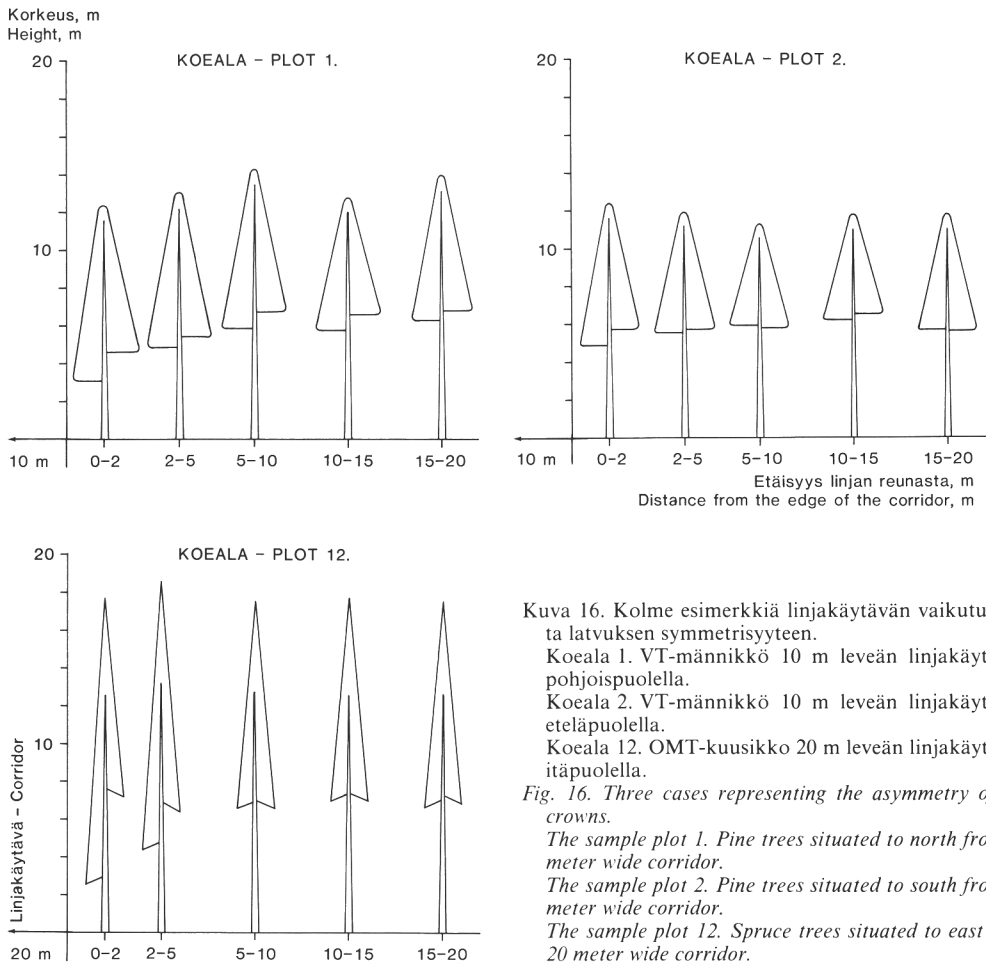 Korkeus, m
Height, m
KOEALA – PLOT 1.
20
10
10 m
0–2
2–5
5–10
10–15
15–20
KOEALA – PLOT 2.
20
10
10 m
0–2
2–5
5–10
10–15
15–20
Etäisyys linjan reunasta, m
Distance from the edge of the corridor, m
KOEALA – PLOT 12.
20
10
Linjakäytävä – Corridor
20 m
0–2
2–5
5–10
10–15
15–20
Kuva 16. Kolme esimerkkiä linjakäytävän vaikutu
ta latvuksen symmetrisyyteen.
Koeala 1. VT-männikkö 10 m leveän linjakäyt
pohjoispuolella.
Koeala 2. VT-männikkö 10 m leveän linjakäyt
eteläpuolella.
Koeala 12. OMT-kuusikko 20 m leveän linjakäyt
itäpuolella.
Fig. 16. Three cases representing the asymmetry o
crowns.
The sample plot 1. Pine trees situated to north fro
meter wide corridor.
The sample plot 2. Pine trees situated to south fro
meter wide corridor.
The sample plot 12. Spruce trees situated to east
20 meter wide corridor.